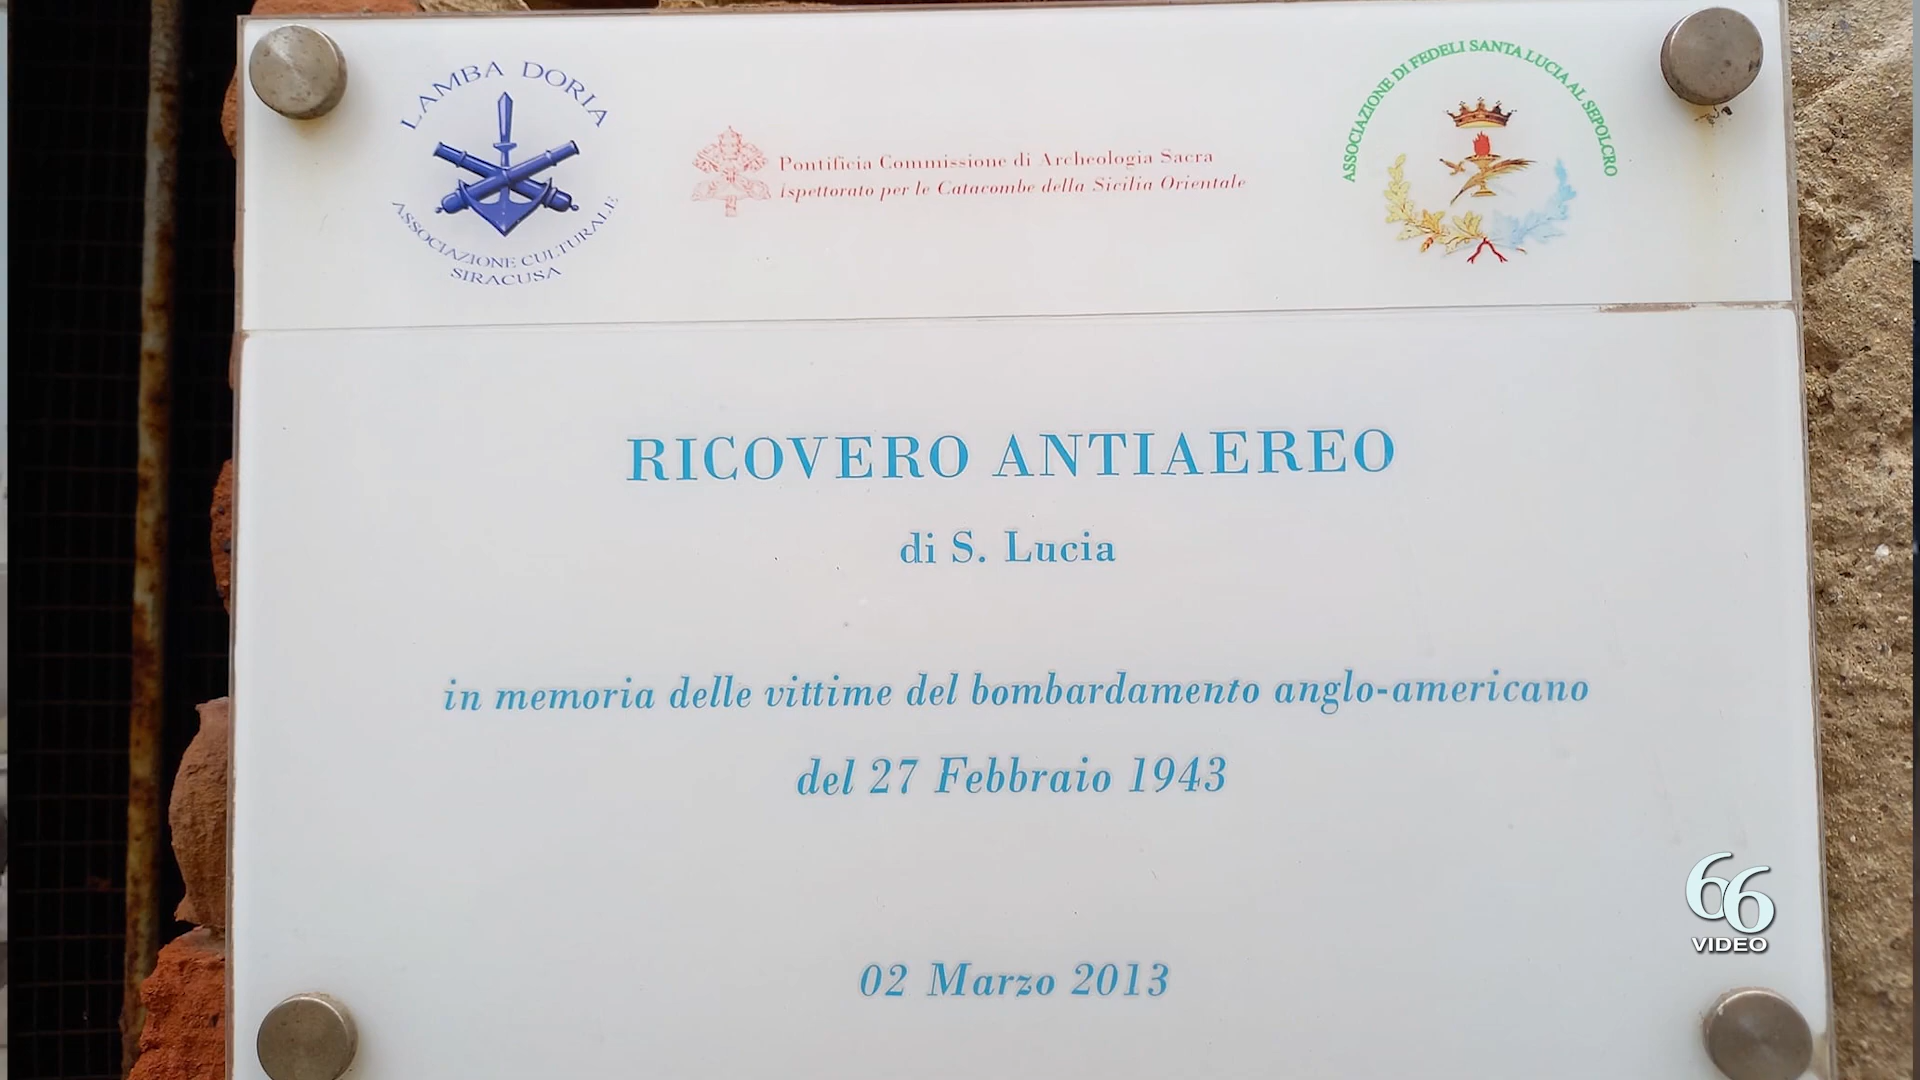 LAMBA DORIA
ASSOCIAZIONE CULTURALE
SIRACUSA
Pontificia Commissione di Archeologia Sacra
Ispettorato per le Catacombe della Sicilia Orientale
ASSOCIAZIONE DI FEDELI SANTA LUCIA AL SEPOLCRO
RICOVERO ANTIAEREO
di S. Lucia
in memoria delle vittime del bombardamento anglo-americano
del 27 Febbraio 1943
02 Marzo 2013
66
VIDEO